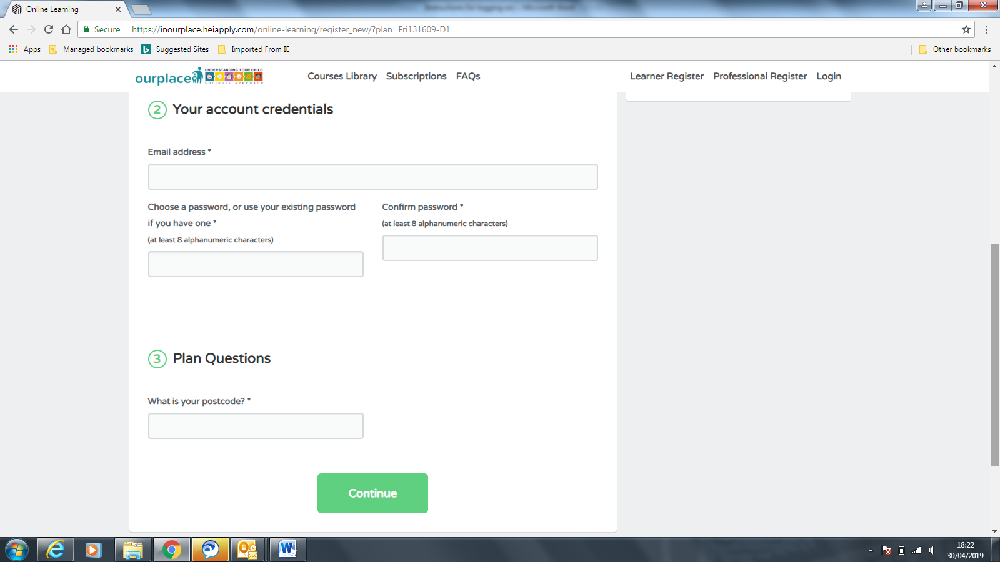 Online Learning
Secure
https://inourplace.heiapply.com/online-learning/register_new/?plan=Fri131609-D1
Apps Managed bookmarks Suggested Sites Imported From IE Other bookmarks
ourplace UNDERSTANDING YOUR CHILD
SOLIHULL APPROACH
Courses Library Subscriptions FAQs Learner Register Professional Register Login
2 Your account credentials
Email address *
Choose a password, or use your existing password
if you have one *
(at least 8 alphanumeric characters)
Confirm password *
(at least 8 alphanumeric characters)
3 Plan Questions
What is your postcode? *
Continue
18:22
30/04/2019